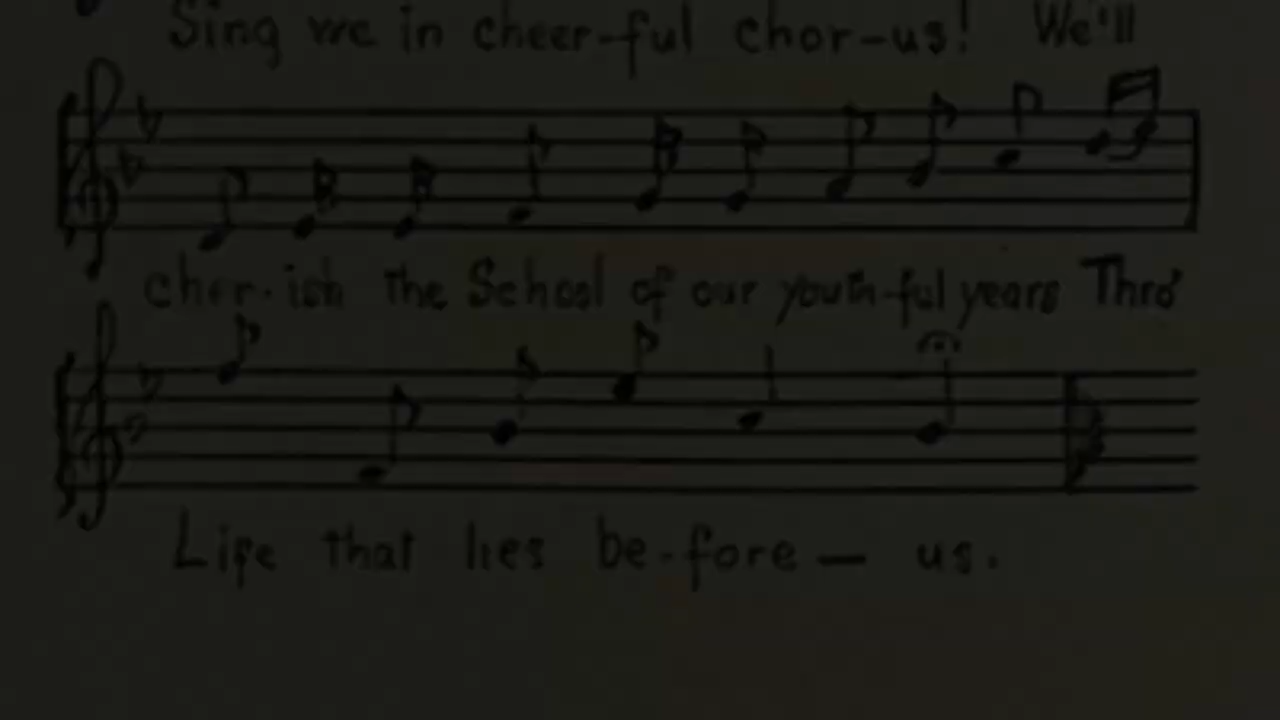 Sing we in cheer-ful chor-us! We'll
cher-ish the School of our youth-ful years Thro'
Life that lies be-fore — us.